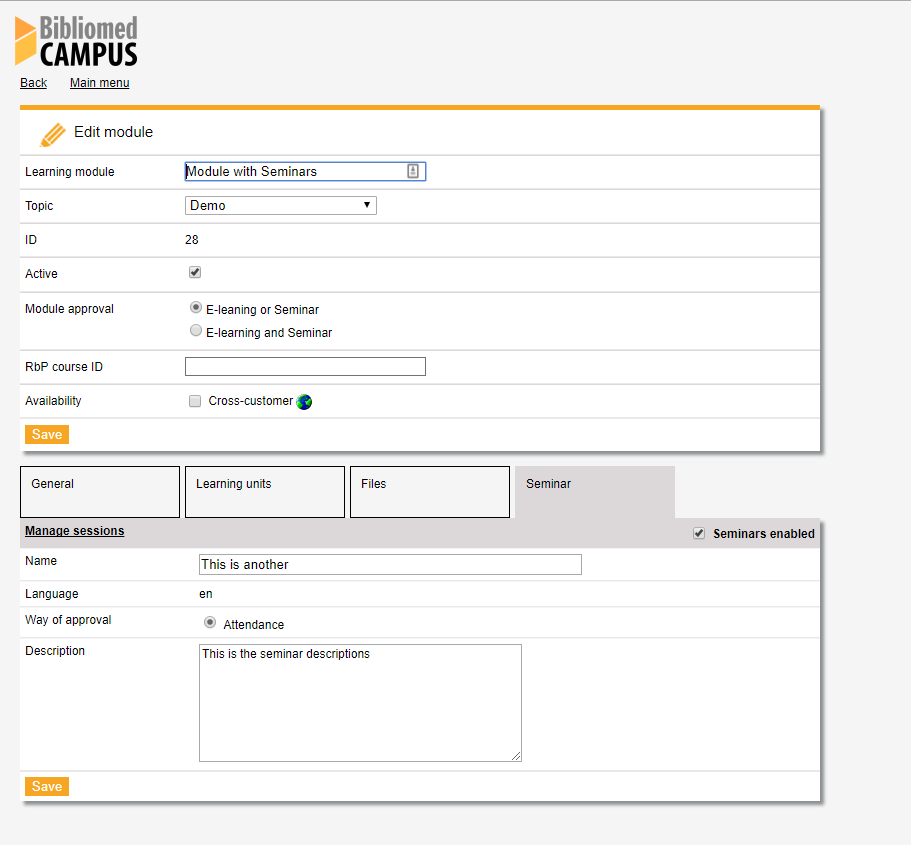 Bibliomed
CAMPUS
Back Main menu
Edit module
Learning module Module with Seminars
Topic Demo
ID 28
Active
Module approval E-leaning or Seminar
E-learning and Seminar
RbP course ID
Availability Cross-customer
Save
General Learning units Files Seminar
Manage sessions Seminars enabled
Name This is another
Language en
Way of approval Attendance
Description This is the seminar descriptions
Save